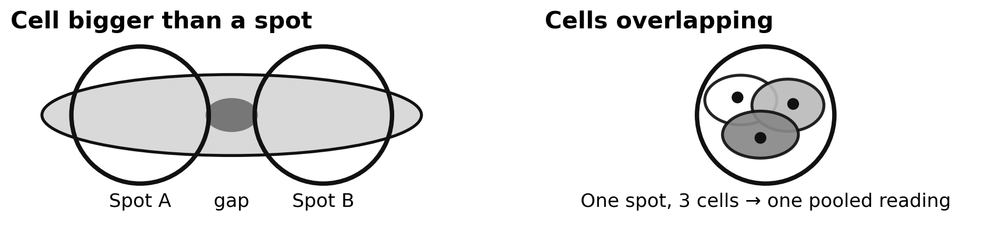 Cell bigger than a spot
Spot A
gap
Spot B
Cells overlapping
One spot, 3 cells → one pooled reading